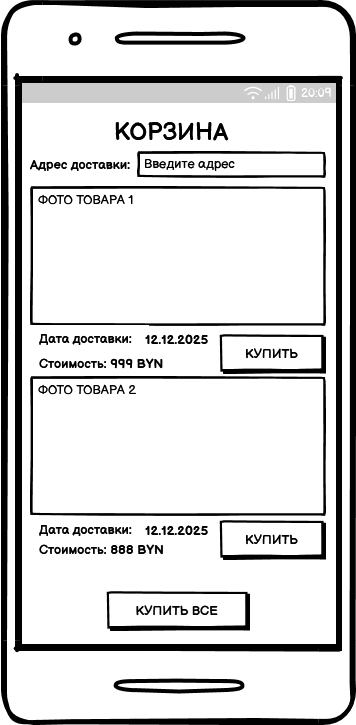 20:09
КОРЗИНА
Адрес доставки: Введите адрес
ФОТО ТОВАРА 1
Дата доставки: 12.12.2025
Стоимость: 999 BYN
КУПИТЬ
ФОТО ТОВАРА 2
Дата доставки: 12.12.2025
Стоимость: 888 BYN
КУПИТЬ
КУПИТЬ ВСЕ